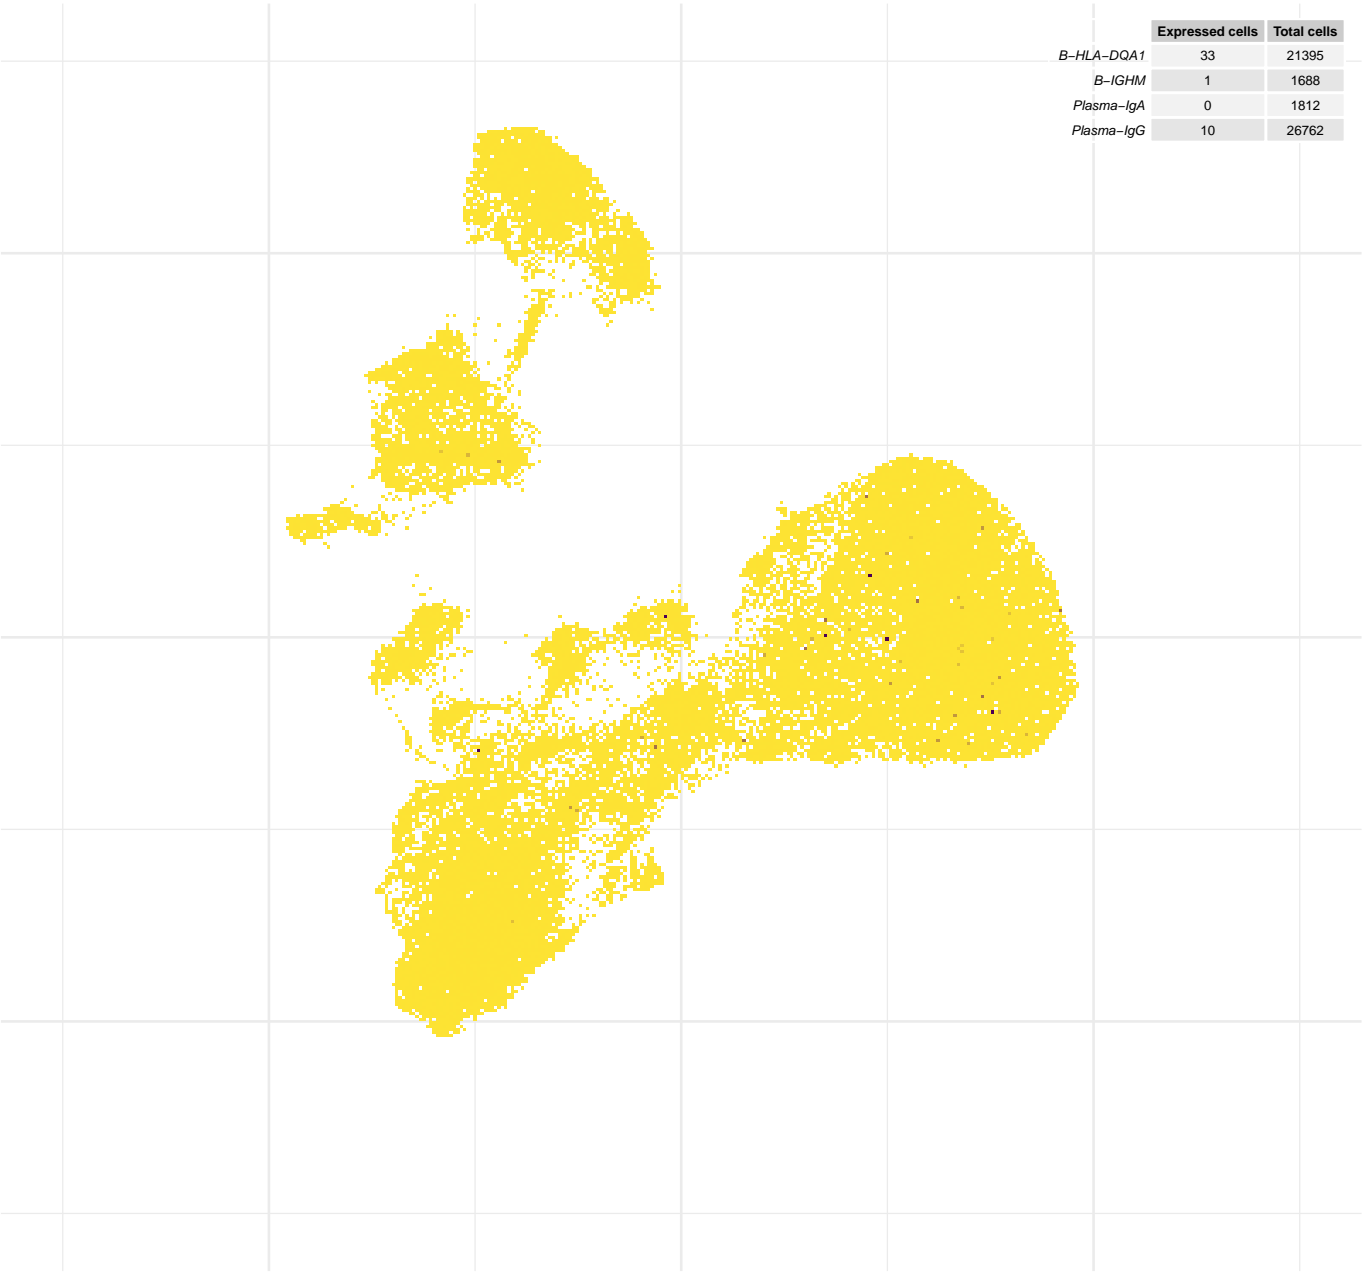 Expressed cells Total cells
B−HLA−DQA1 33 21395
B−IGHM 1 1688
Plasma−IgA 0 1812
Plasma−IgG 10 26762